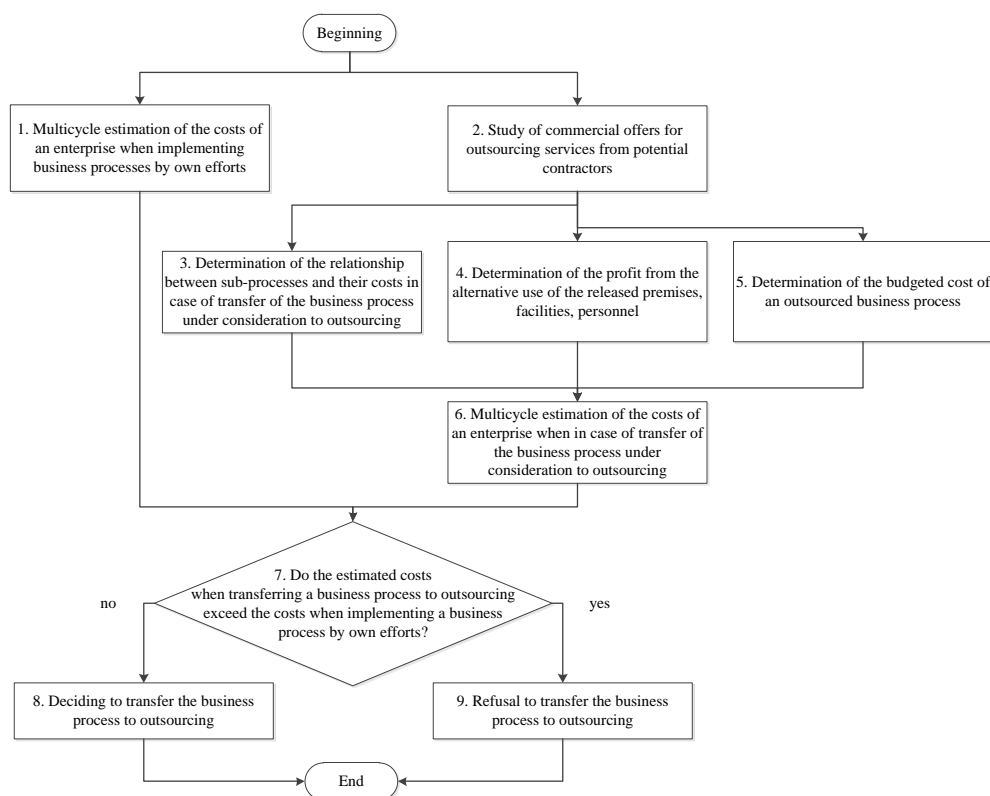 Beginning
1. Multicycle estimation of the costs of
an enterprise when implementing
business processes by own efforts
2. Study of commercial offers for
outsourcing services from potential
contractors
3. Determination of the relationship
between sub-processes and their costs in
case of transfer of the business process
under consideration to outsourcing
4. Determination of the profit from the
alternative use of the released premises,
facilities, personnel
5. Determination of the budgeted cost of
an outsourced business process
6. Multicycle estimation of the costs of
an enterprise when in case of transfer of
the business process under
consideration to outsourcing
7. Do the estimated costs
when transferring a business process to outsourcing
exceed the costs when implementing a business
process by own efforts?
no
yes
8. Deciding to transfer the business
process to outsourcing
9. Refusal to transfer the business
process to outsourcing
End